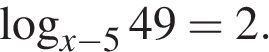 log_{x−5} 49 = 2.